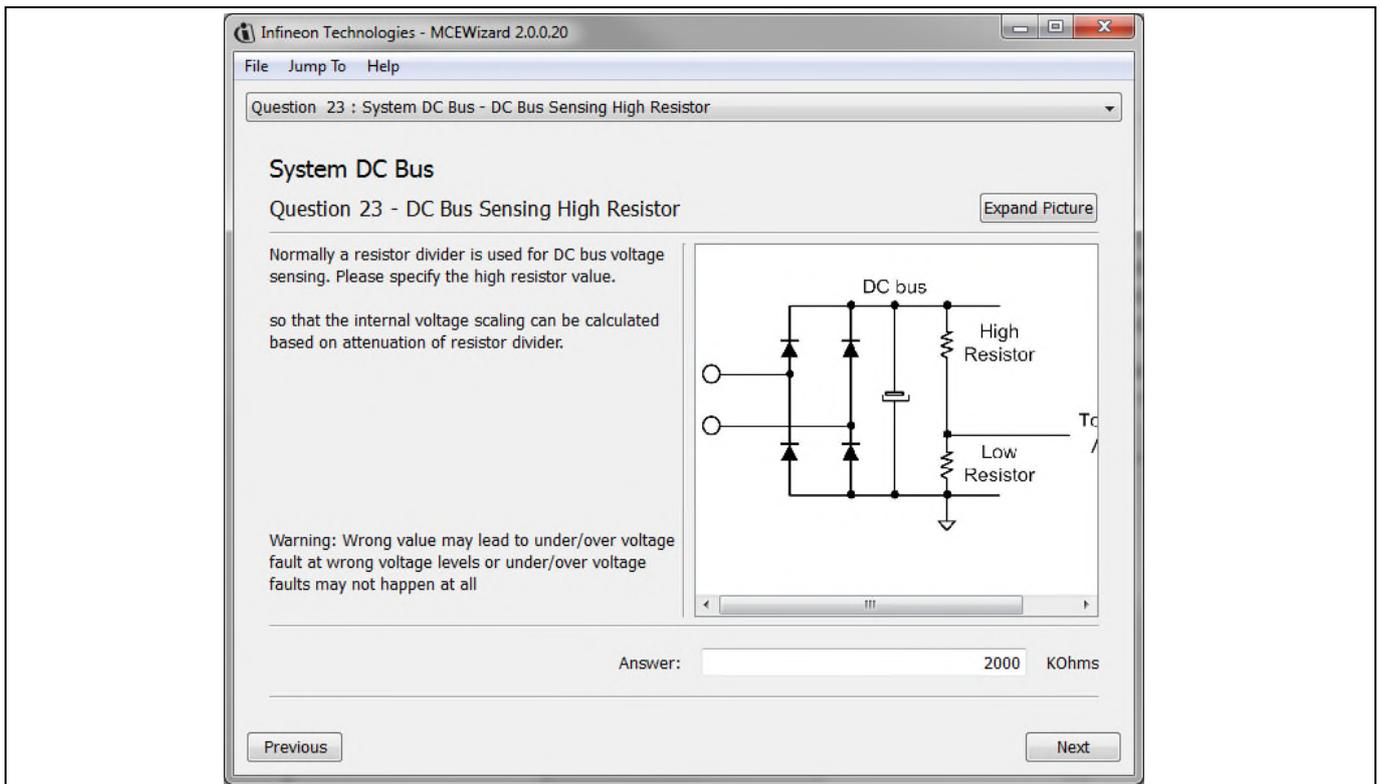 Infineon Technologies - MCEWizard 2.0.0.20
File Jump To Help
Question 23 : System DC Bus - DC Bus Sensing High Resistor
System DC Bus
Question 23 - DC Bus Sensing High Resistor
Expand Picture
Normally a resistor divider is used for DC bus voltage
sensing. Please specify the high resistor value.
so that the internal voltage scaling can be calculated
based on attenuation of resistor divider.
Warning: Wrong value may lead to under/over voltage
fault at wrong voltage levels or under/over voltage
faults may not happen at all
DC bus
High
Resistor
Low
Resistor
Answer:
2000 KOhms
Previous
Next